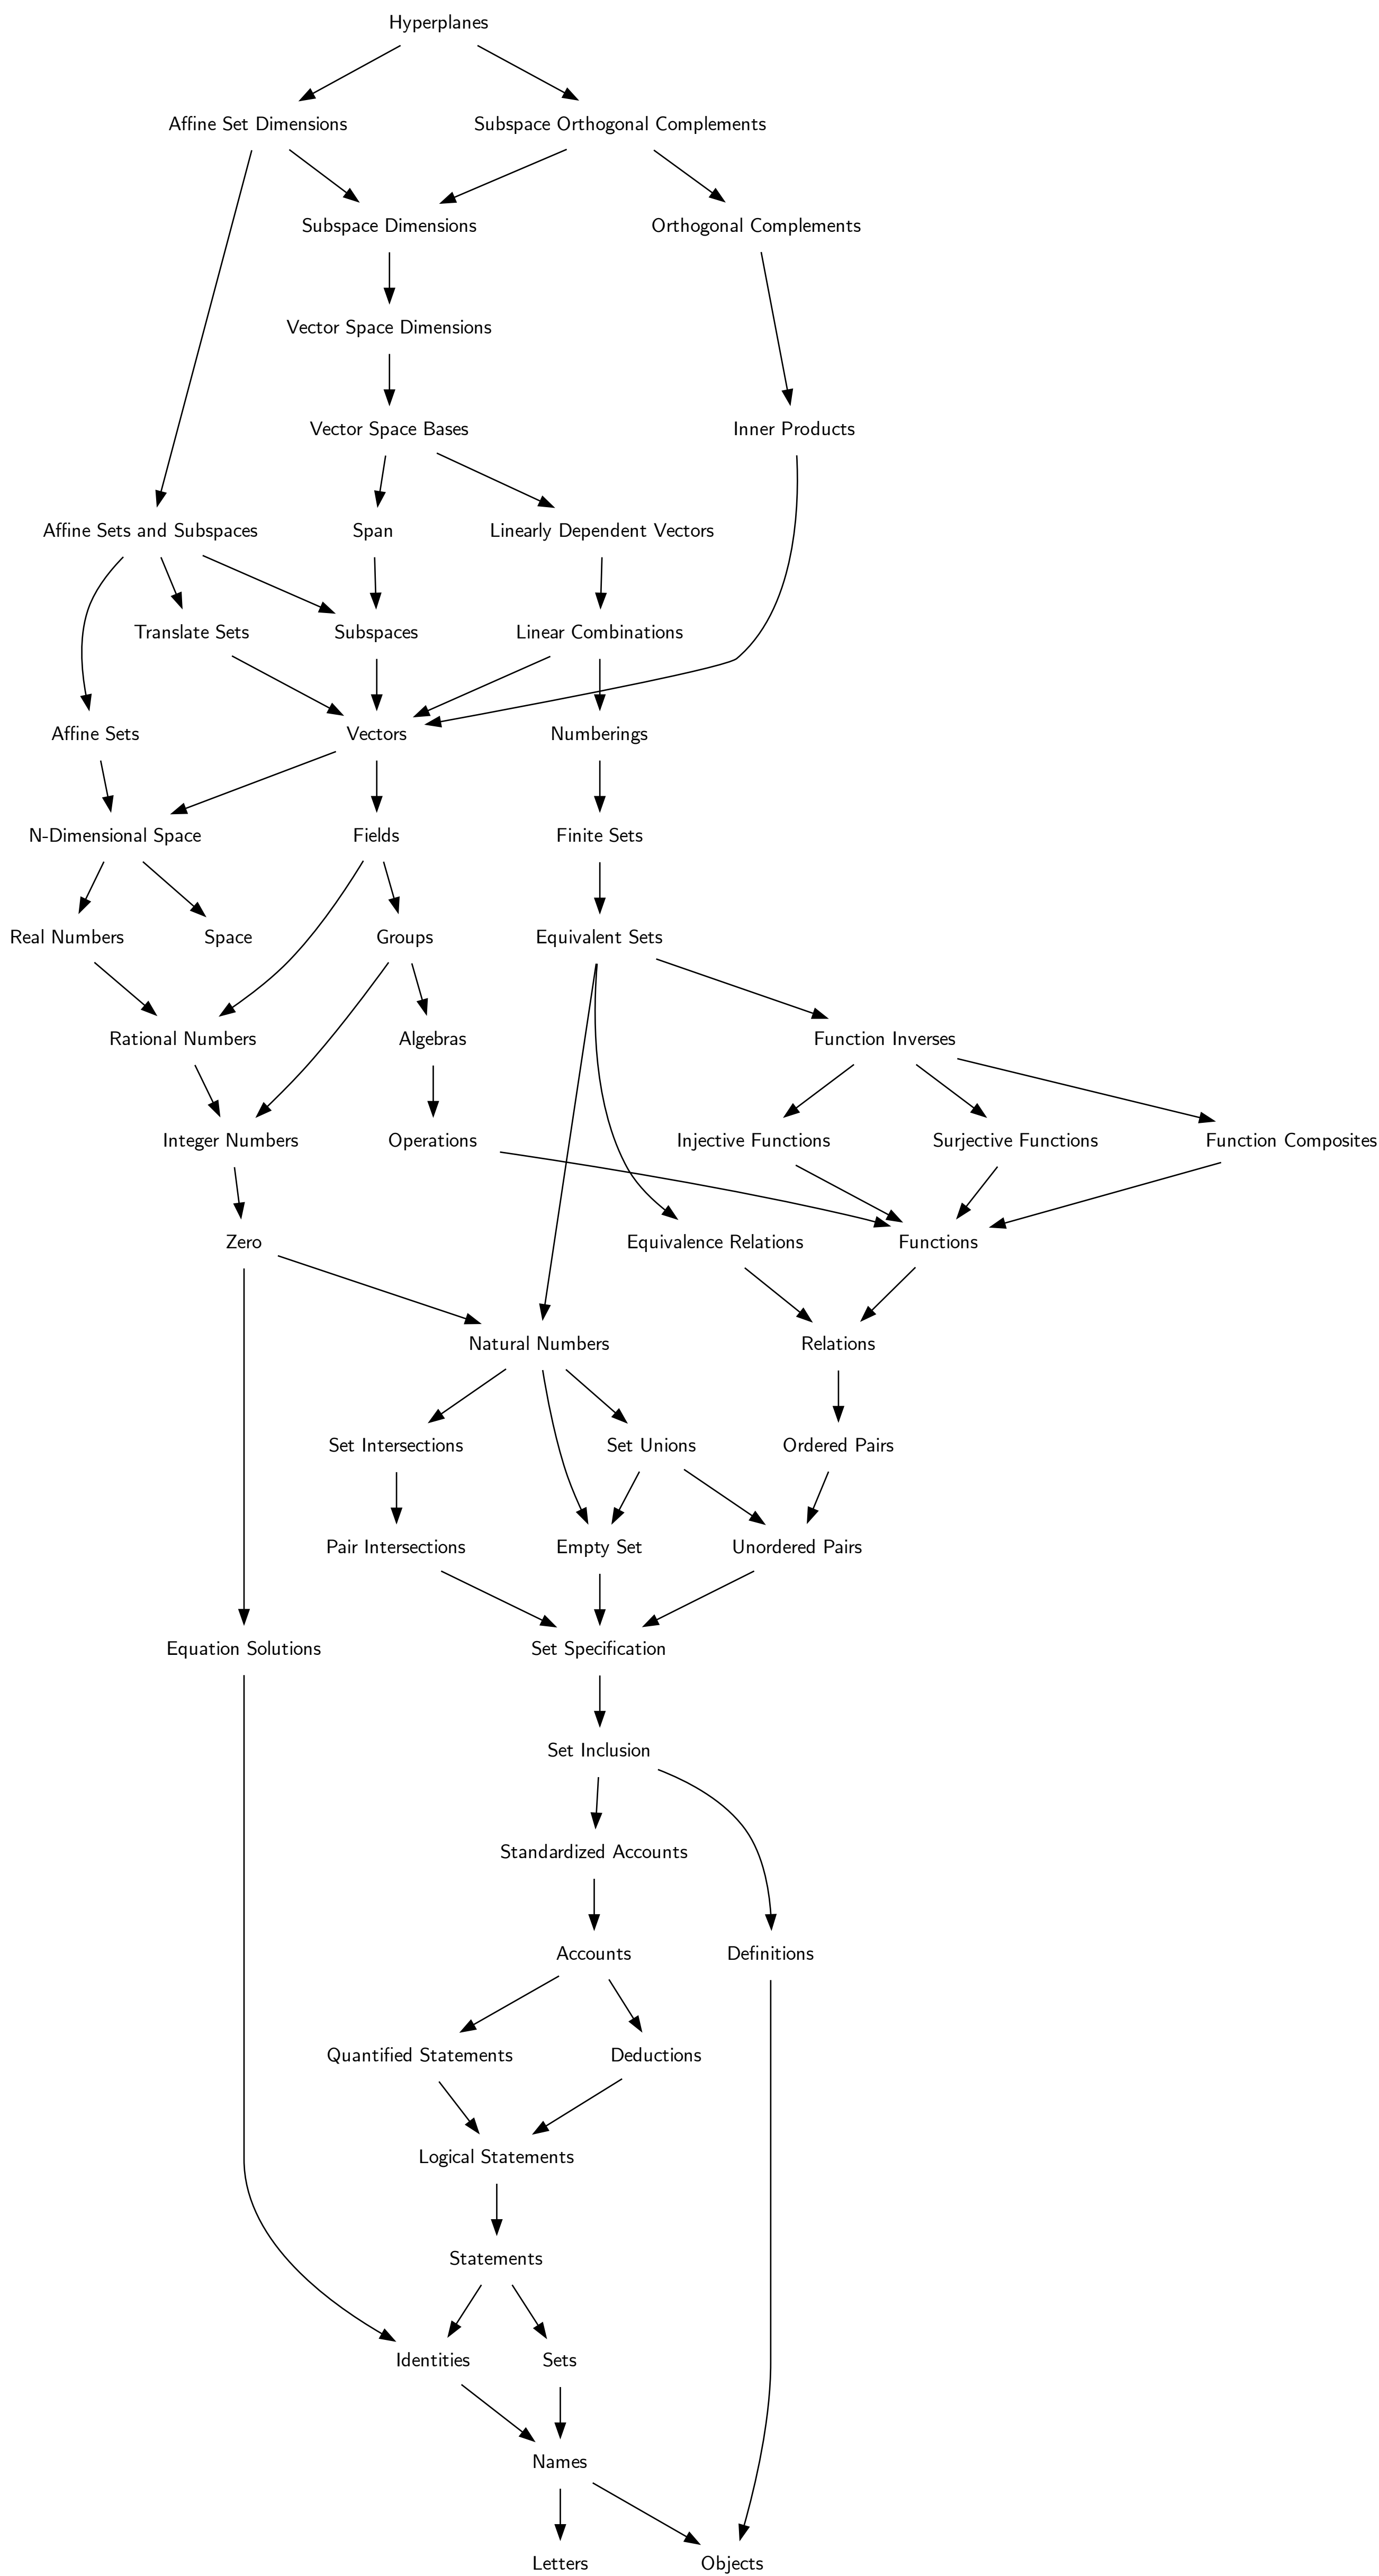 Hyperplanes
Affine Set Dimensions
Subspace Orthogonal Complements
Subspace Dimensions
Orthogonal Complements
Vector Space Dimensions
Vector Space Bases
Inner Products
Affine Sets and Subspaces
Span
Linearly Dependent Vectors
Translate Sets
Subspaces
Linear Combinations
Affine Sets
Vectors
Numberings
N-Dimensional Space
Fields
Finite Sets
Real Numbers
Space
Groups
Equivalent Sets
Rational Numbers
Algebras
Function Inverses
Integer Numbers
Operations
Injective Functions
Surjective Functions
Function Composites
Zero
Equivalence Relations
Functions
Natural Numbers
Relations
Set Intersections
Set Unions
Ordered Pairs
Pair Intersections
Empty Set
Unordered Pairs
Equation Solutions
Set Specification
Set Inclusion
Standardized Accounts
Accounts
Definitions
Quantified Statements
Deductions
Logical Statements
Statements
Identities
Sets
Names
Letters
Objects